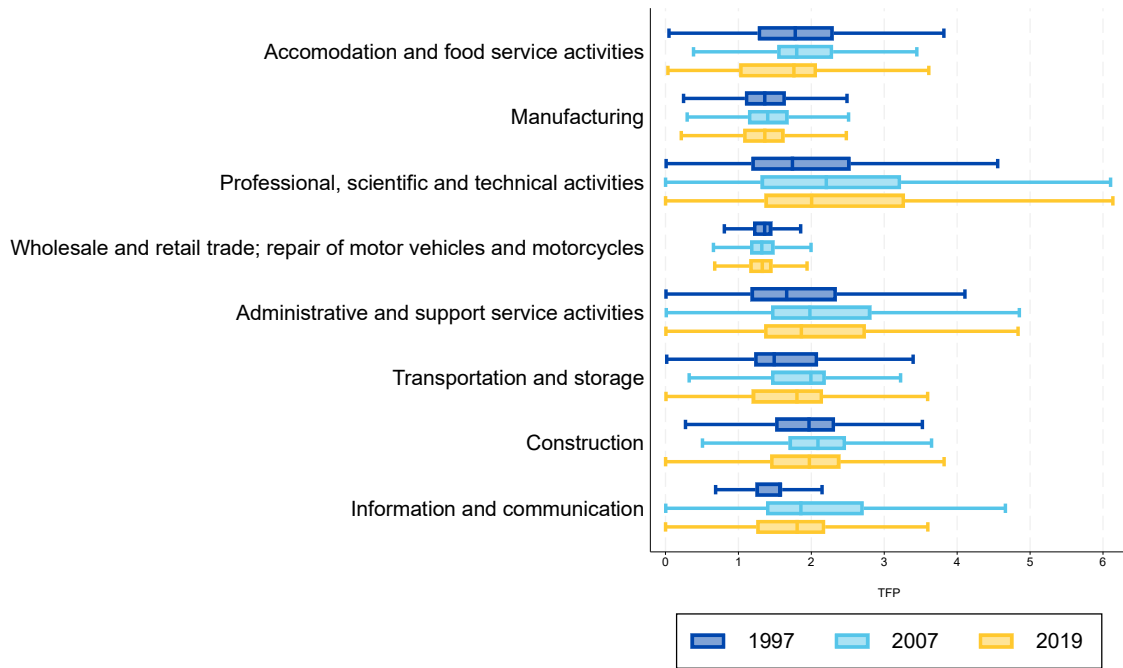 Accomodation and food service activities
Manufacturing
Professional, scientific and technical activities
Wholesale and retail trade; repair of motor vehicles and motorcycles
Administrative and support service activities
Transportation and storage
Construction
Information and communication
0 1 2 3 4 5 6
TFP
1997 2007 2019